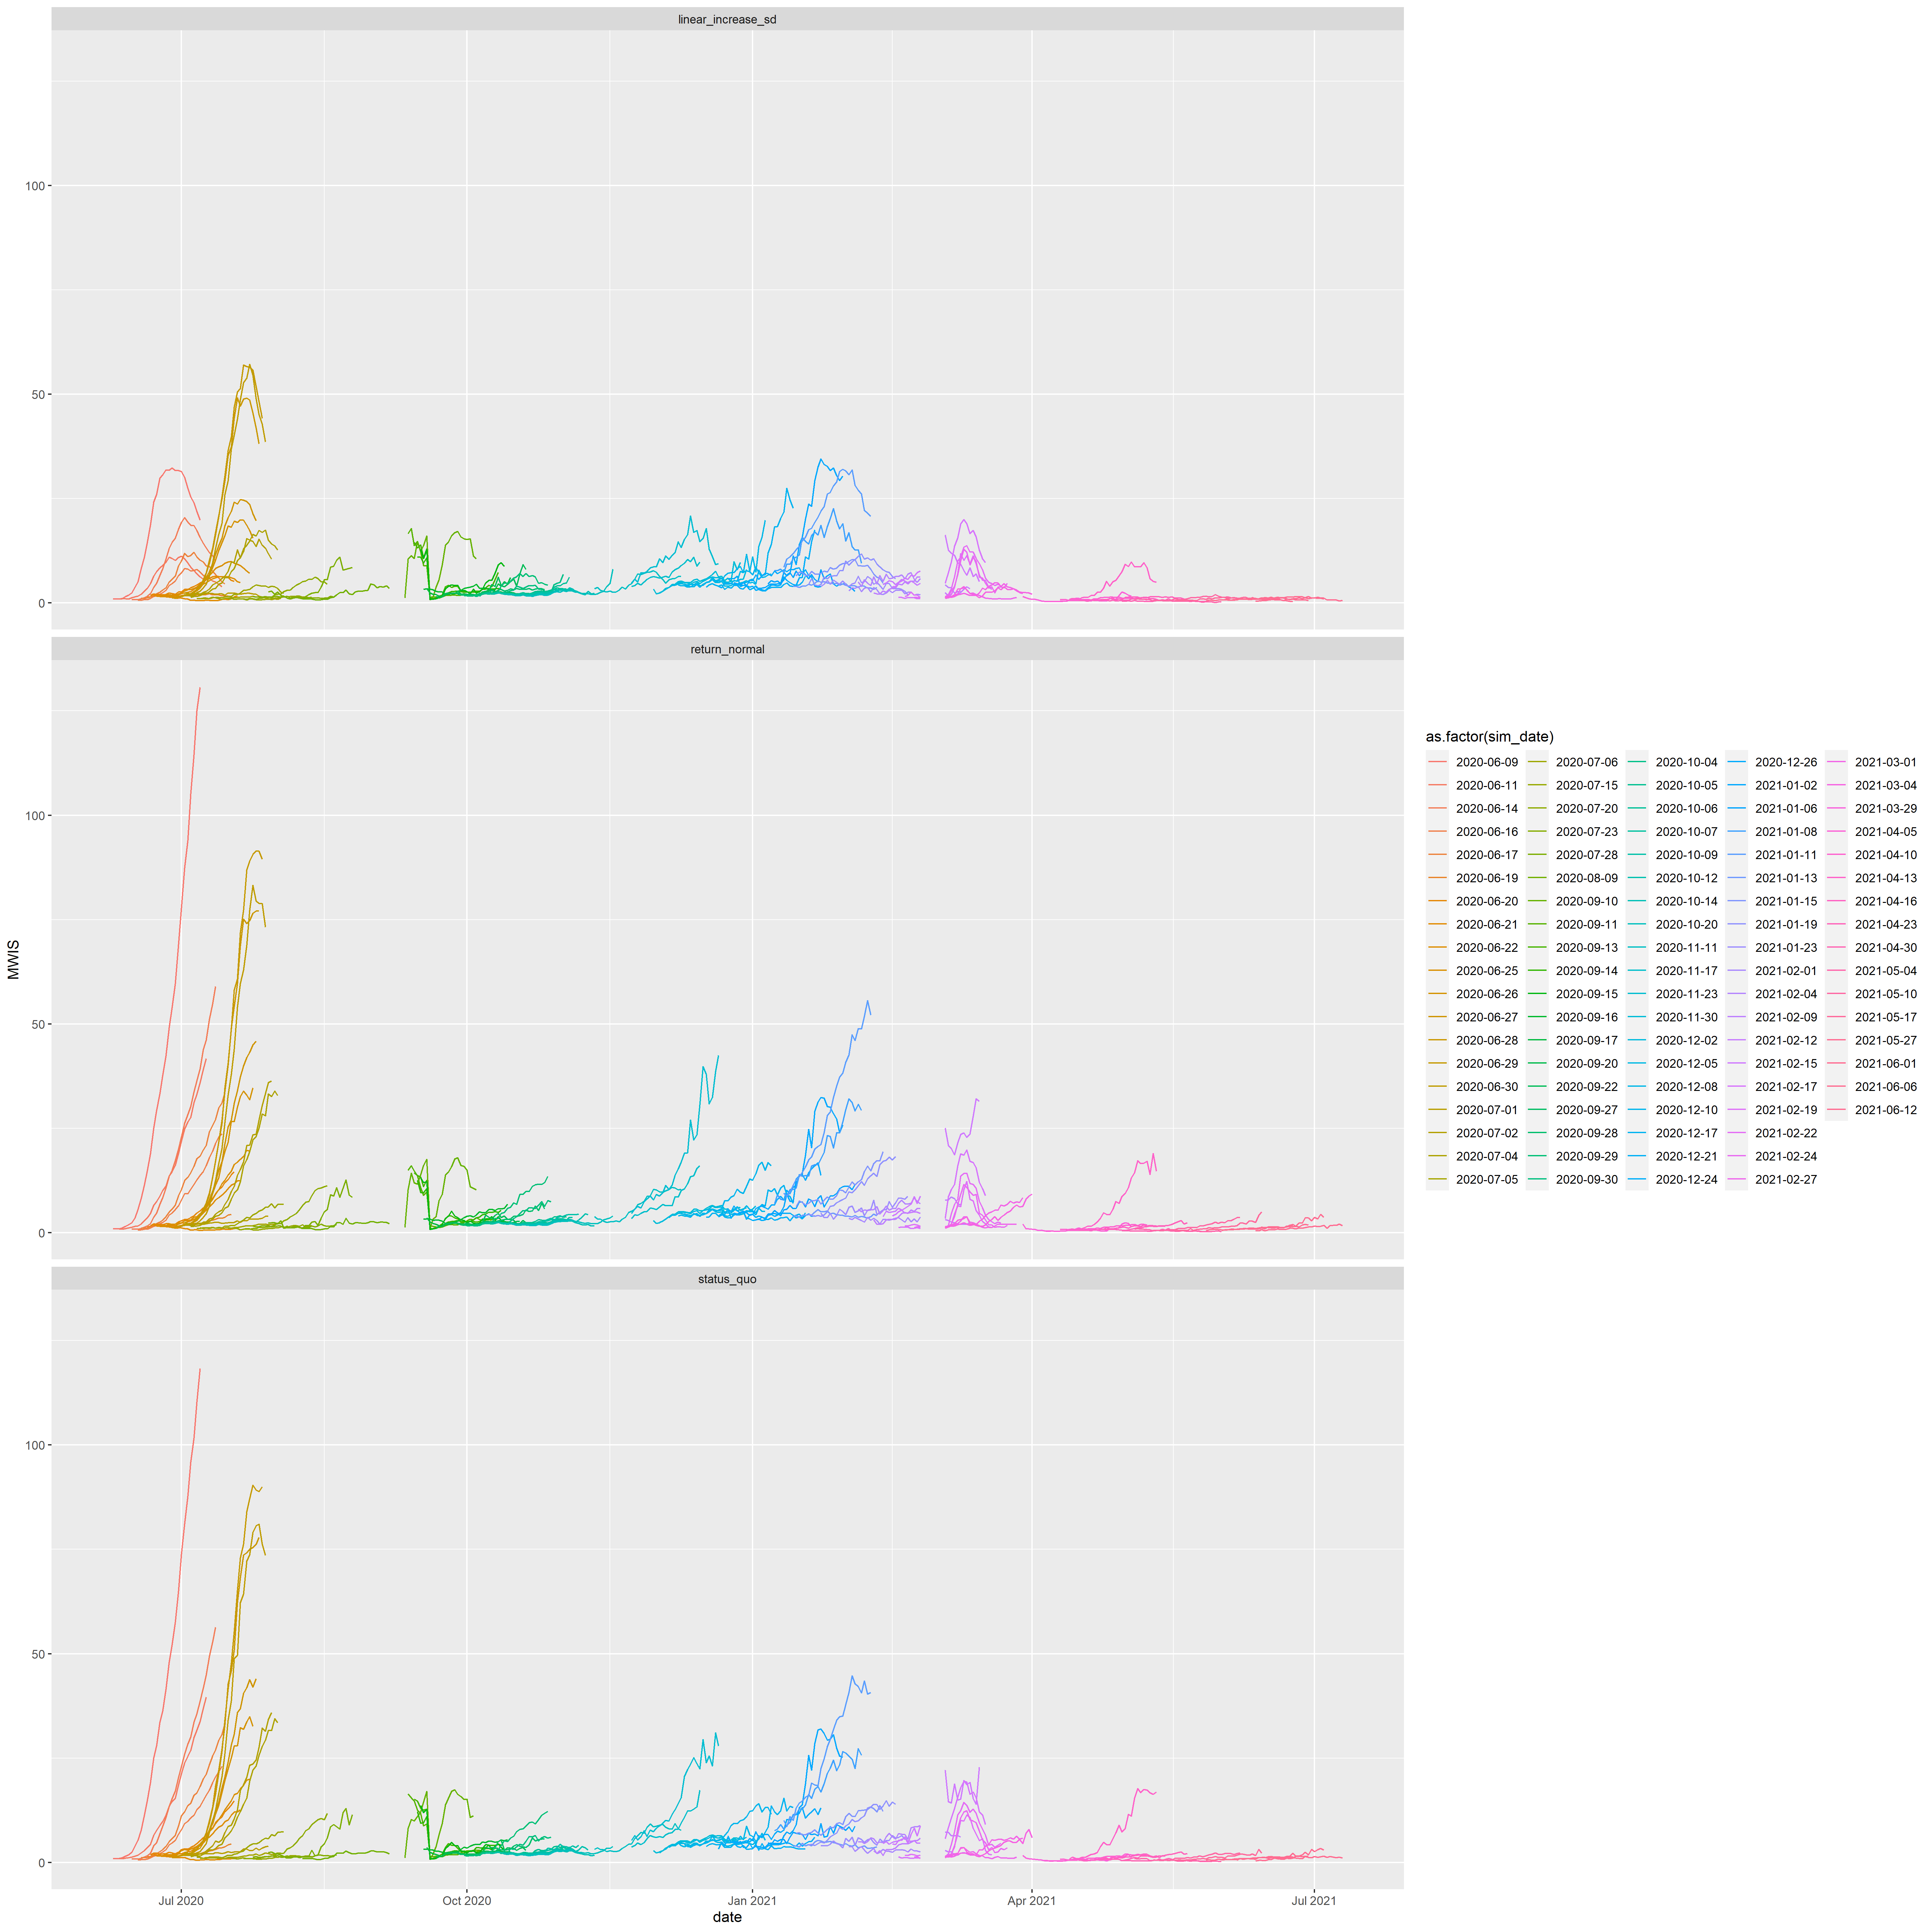 linear_increase_sd
100
50
0
return_normal
100
50
0
status_quo
100
50
0
Jul 2020 Oct 2020 Jan 2021 Apr 2021 Jul 2021
date
MWIS
as.factor(sim_date)
2020-06-09 2020-07-06 2020-10-04 2020-12-26 2021-03-01
2020-06-11 2020-07-15 2020-10-05 2021-01-02 2021-03-04
2020-06-14 2020-07-20 2020-10-06 2021-01-06 2021-03-29
2020-06-16 2020-07-23 2020-10-07 2021-01-08 2021-04-05
2020-06-17 2020-07-28 2020-10-09 2021-01-11 2021-04-10
2020-06-19 2020-08-09 2020-10-12 2021-01-13 2021-04-13
2020-06-20 2020-09-10 2020-10-14 2021-01-15 2021-04-16
2020-06-21 2020-09-11 2020-10-20 2021-01-19 2021-04-23
2020-06-22 2020-09-13 2020-11-11 2021-01-23 2021-04-30
2020-06-25 2020-09-14 2020-11-17 2021-02-01 2021-05-04
2020-06-26 2020-09-15 2020-11-23 2021-02-04 2021-05-10
2020-06-27 2020-09-16 2020-11-30 2021-02-09 2021-05-17
2020-06-28 2020-09-17 2020-12-02 2021-02-12 2021-05-27
2020-06-29 2020-09-20 2020-12-05 2021-02-15 2021-06-01
2020-06-30 2020-09-22 2020-12-08 2021-02-17 2021-06-06
2020-07-01 2020-09-27 2020-12-10 2021-02-19 2021-06-12
2020-07-02 2020-09-28 2020-12-17 2021-02-22
2020-07-04 2020-09-29 2020-12-21 2021-02-24
2020-07-05 2020-09-30 2020-12-24 2021-02-27